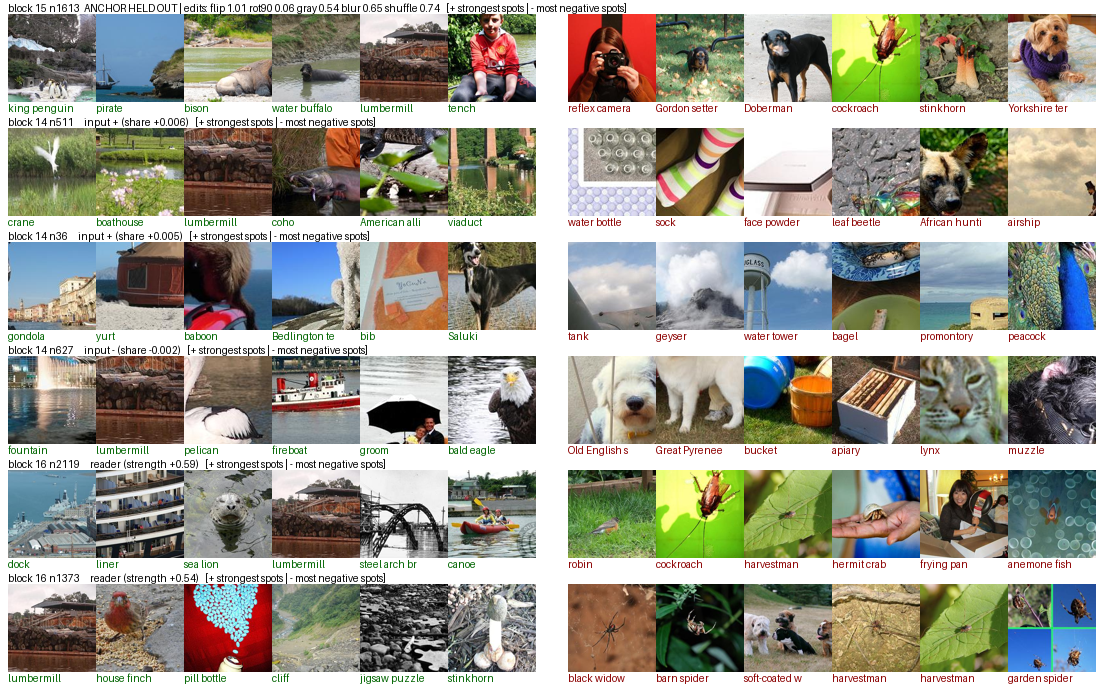 block 15 n1613 ANCHOR HELD OUT | edits: flip 1.01 rot90 0.06 gray 0.54 blur 0.65 shuffle 0.74 [+ strongest spots | - most negative spots]
king penguin pirate bison water buffalo lumbermill tench reflex camera Gordon setter Doberman cockroach stinkhorn Yorkshire ter
block 14 n511 input + (share +0.006) [+ strongest spots | - most negative spots]
crane boathouse lumbermill coho American alli viaduct water bottle sock face powder leaf beetle African hunti airship
block 14 n36 input + (share +0.005) [+ strongest spots | - most negative spots]
GLASS
gondola yurt baboon Bedlington te bib Saluki tank geyser water tower bagel promontory peacock
block 14 n627 input - (share -0.002) [+ strongest spots | - most negative spots]
fountain lumbermill pelican fireboat groom bald eagle Old English s Great Pyrenee bucket apiary lynx muzzle
block 16 n2119 reader (strength +0.59) [+ strongest spots | - most negative spots]
dock liner sea lion lumbermill steel arch br canoe robin cockroach harvestman hermit crab frying pan anemone fish
block 16 n1373 reader (strength +0.54) [+ strongest spots | - most negative spots]
lumbermill house finch pill bottle cliff jigsaw puzzle stinkhorn black widow barn spider soft-coated w harvestman harvestman garden spider